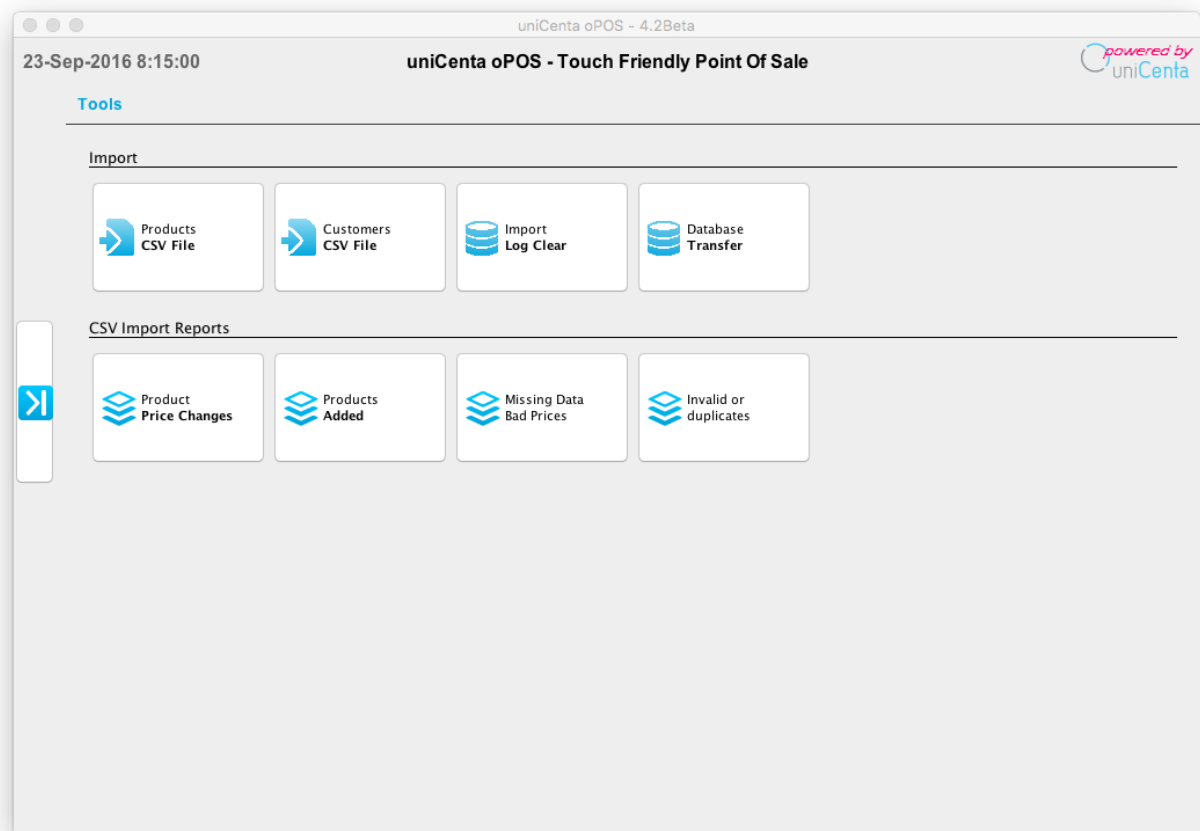 uniCenta oPOS - 4.2Beta
23-Sep-2016 8:15:00
uniCenta oPOS - Touch Friendly Point Of Sale
powered by
uniCenta
Tools
Import
Products
CSV File
Customers
CSV File
Import
Log Clear
Database
Transfer
CSV Import Reports
Product
Price Changes
Products
Added
Missing Data
Bad Prices
Invalid or
duplicates